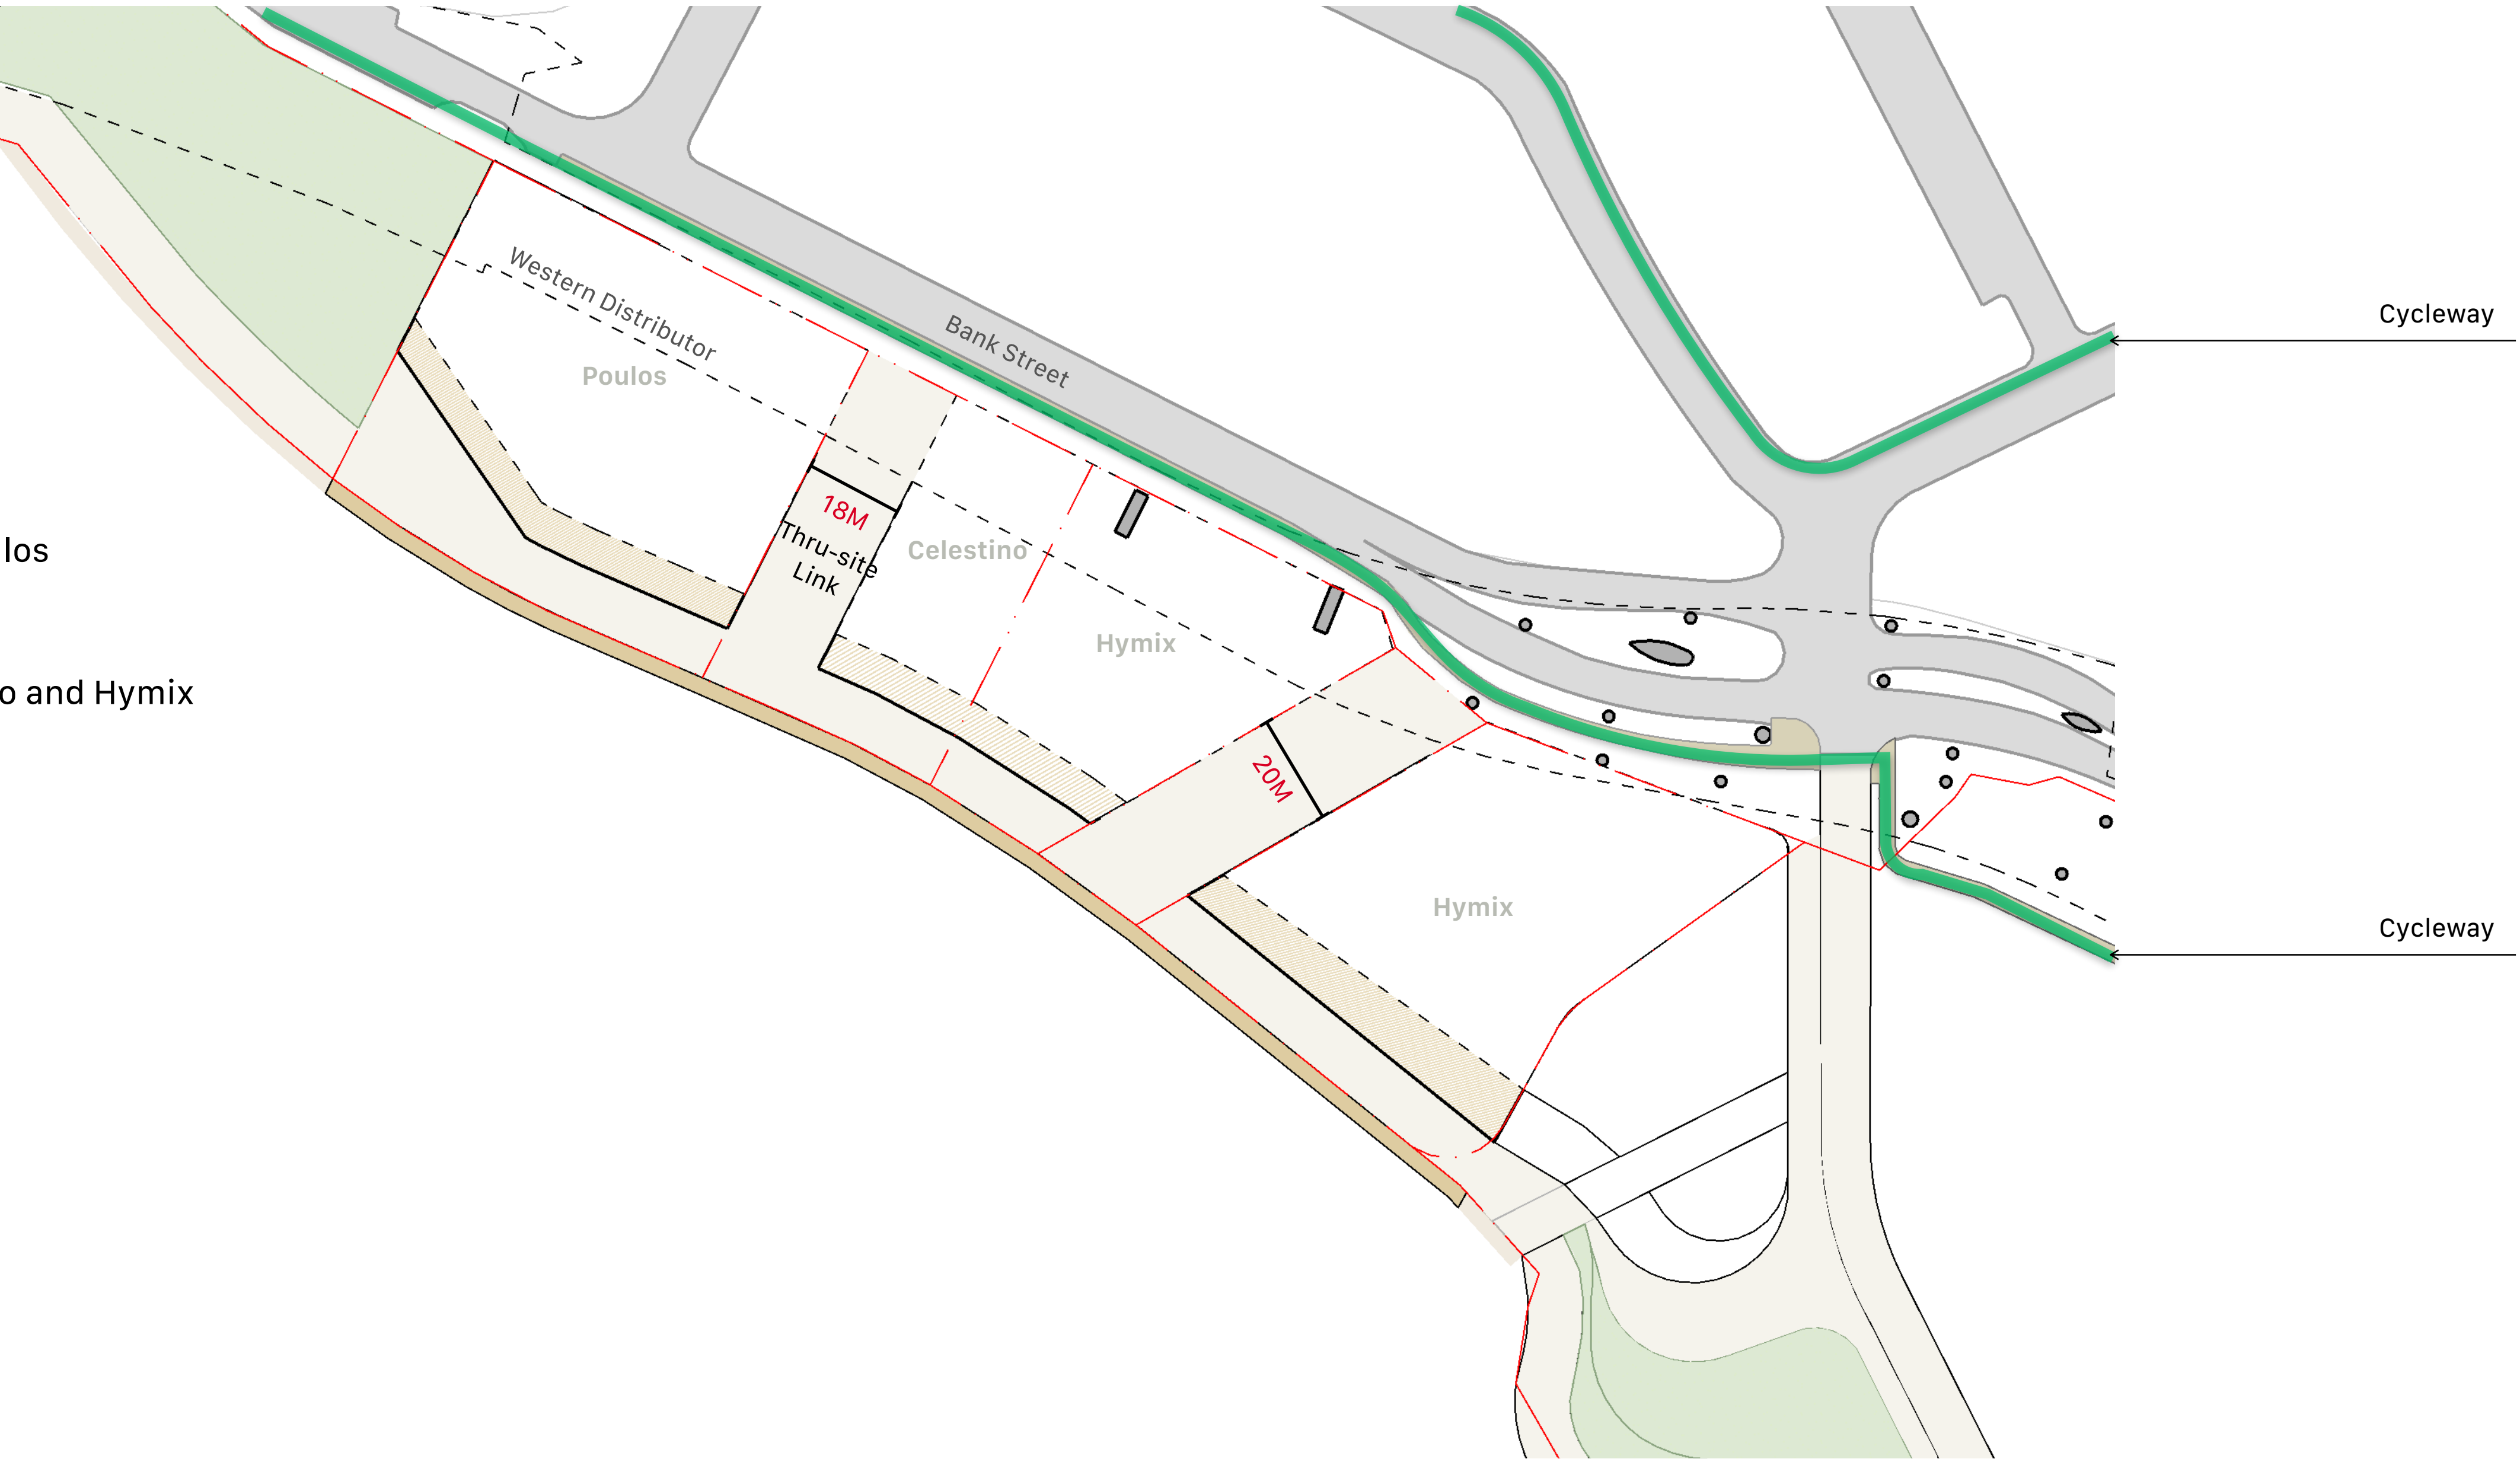 Cycleway
Western Distributor
Bank Street
Poulos
18M
Thru-site
Link
Celestino
los
Hymix
o and Hymix
20M
Hymix
Cycleway